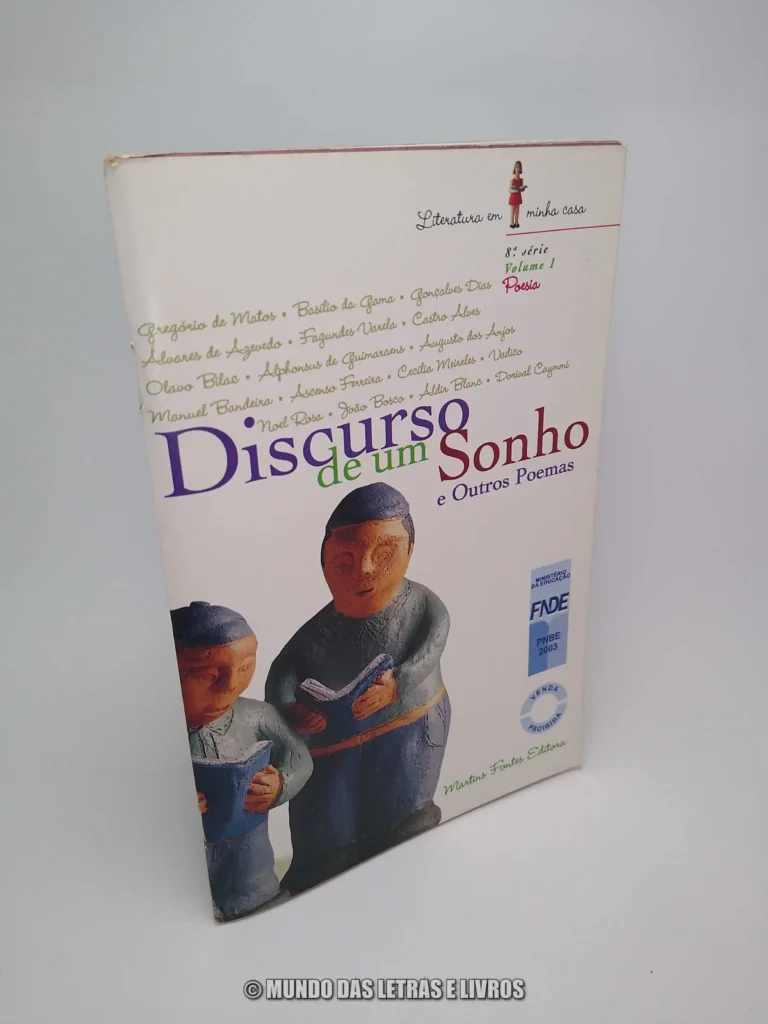 Literatura em minha casa
8ª. série
Volume 1
Poesia
Gregório de Matos • Basílio da Gama • Gonçalves Dias
Álvares de Azevedo • Fagundes Varela • Castro Alves
Olavo Bilac • Alphonsus de Guimaraens • Augusto dos Anjos
Manuel Bandeira • Ascenso Ferreira • Cecília Meireles • Vadico
Noel Rosa • João Bosco • Aldir Blanc • Dorival Caymmi
Discurso
de um Sonho
e Outros Poemas
MINISTÉRIO
DA EDUCAÇÃO
FNDE
PNBE
2003
VENDA
PROIBIDA
Martins Fontes Editora
© MUNDO DAS LETRAS E LIVROS